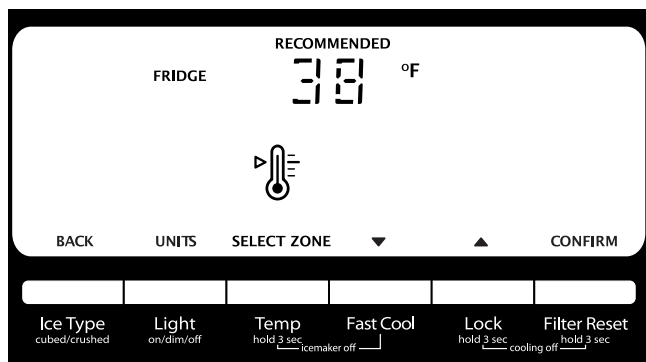 RECOMMENDED
FRIDGE 38 °F
BACK UNITS SELECT ZONE ▼ ▲ CONFIRM
Ice Type Light Temp Fast Cool Lock Filter Reset
cubed/crushed on/dim/off hold 3 sec hold 3 sec hold 3 sec
icemaker off cooling off